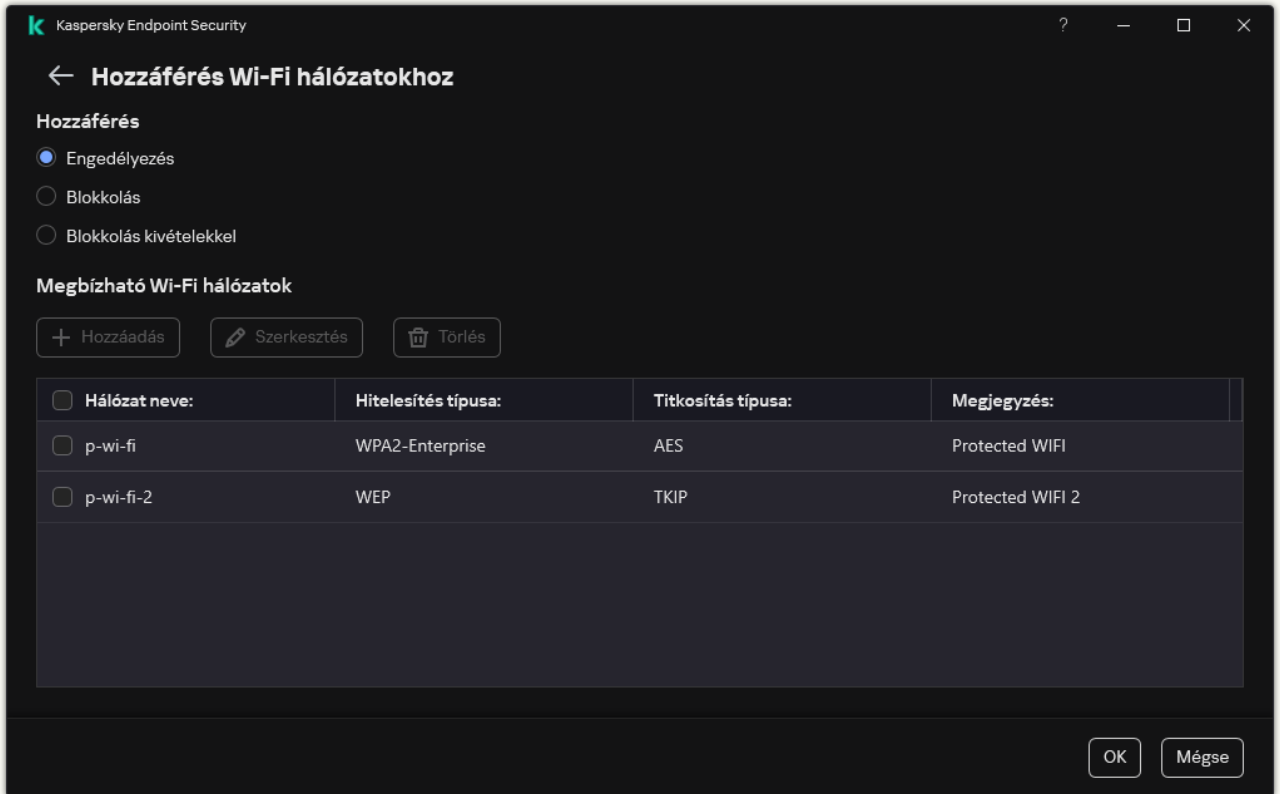 Kaspersky Endpoint Security ?
Hozzáférés Wi-Fi hálózatokhoz
Hozzáférés
Engedélyezés
Blokkolás
Blokkolás kivételekkel
Megbízható Wi-Fi hálózatok
Hozzáadás Szerkesztés Törlés
Hálózat neve: Hitelesítés típusa: Titkosítás típusa: Megjegyzés:
p-wi-fi WPA2-Enterprise AES Protected WIFI
p-wi-fi-2 WEP TKIP Protected WIFI 2
OK Mégse